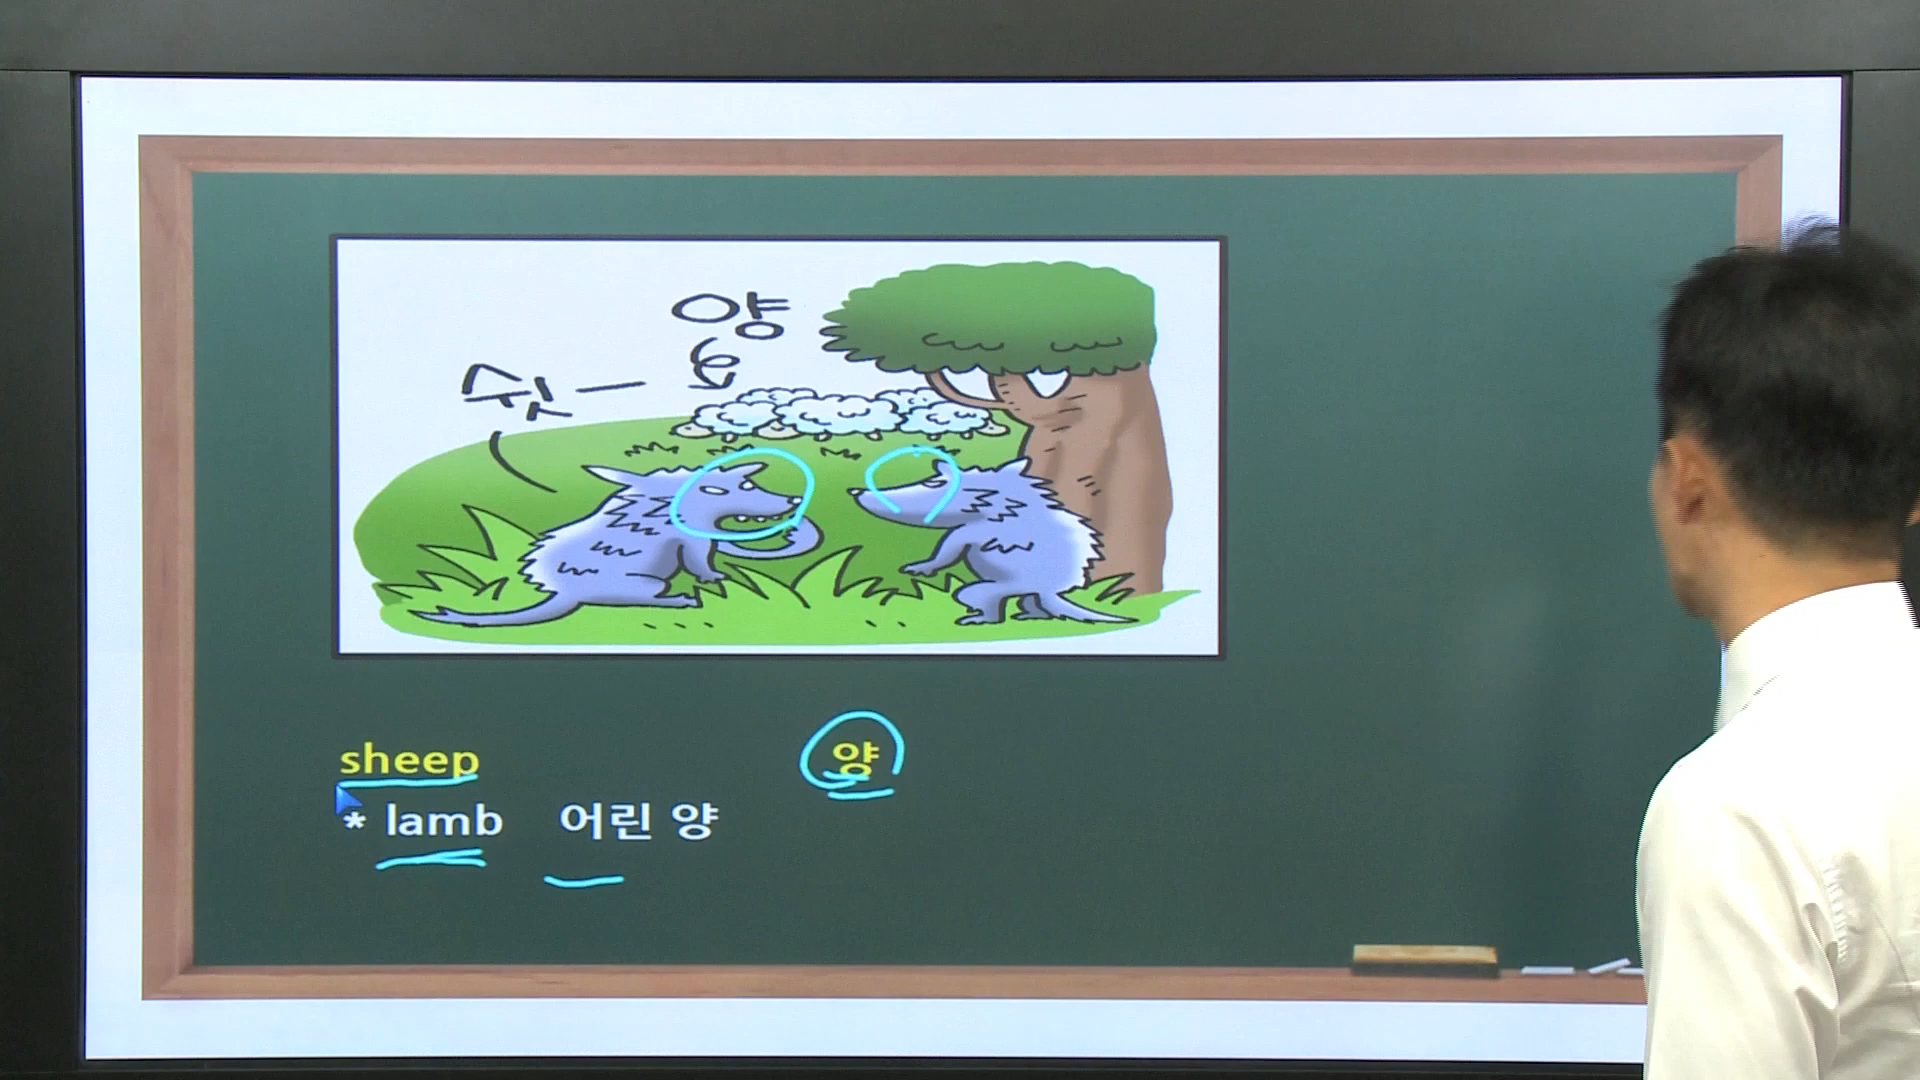 양
쉿—
sheep
양
* lamb 어린 양